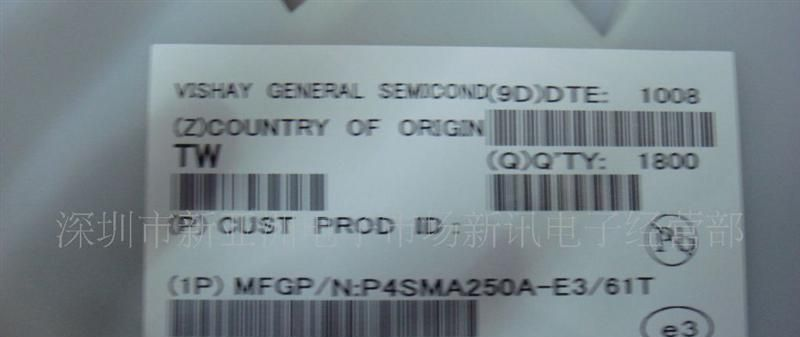 VISHAY GENERAL SEMICOND(9D)DTE: 1008
(Z)COUNTRY OF ORIGIN
TW
(Q)Q'TY: 1800
深圳市新亚洲电子市场新讯电子经营部
(P) CUST PROD ID:
(1P) MFGP/N:P4SMA250A-E3/61T
e3